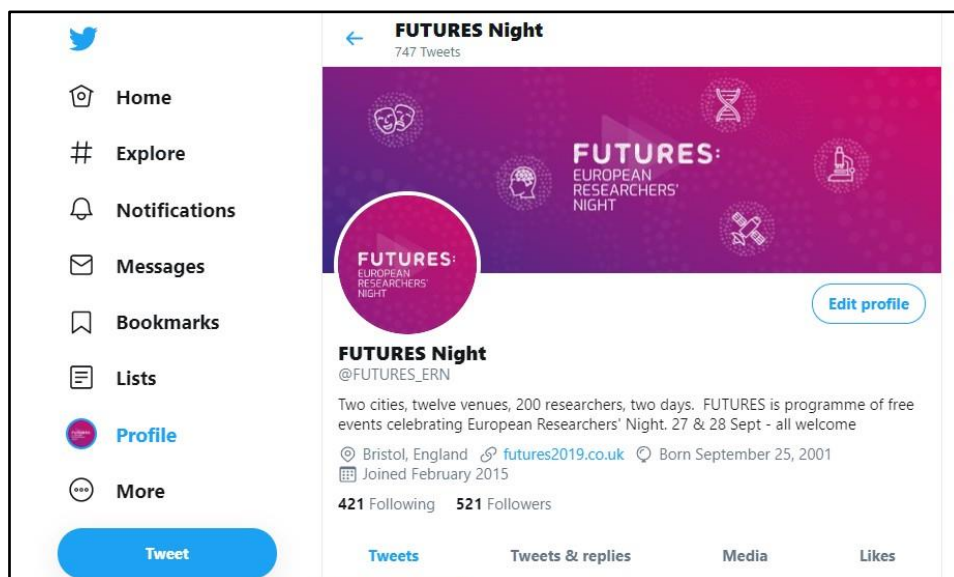 Home
Explore
Notifications
Messages
Bookmarks
Lists
Profile
More
Tweet
FUTURES Night
747 Tweets
FUTURES:
EUROPEAN
RESEARCHERS'
NIGHT
FUTURES:
EUROPEAN
RESEARCHERS'
NIGHT
Edit profile
FUTURES Night
@FUTURES_ERN
Two cities, twelve venues, 200 researchers, two days. FUTURES is programme of free
events celebrating European Researchers' Night. 27 & 28 Sept - all welcome
Bristol, England futures2019.co.uk Born September 25, 2001
Joined February 2015
421 Following 521 Followers
Tweets Tweets & replies Media Likes